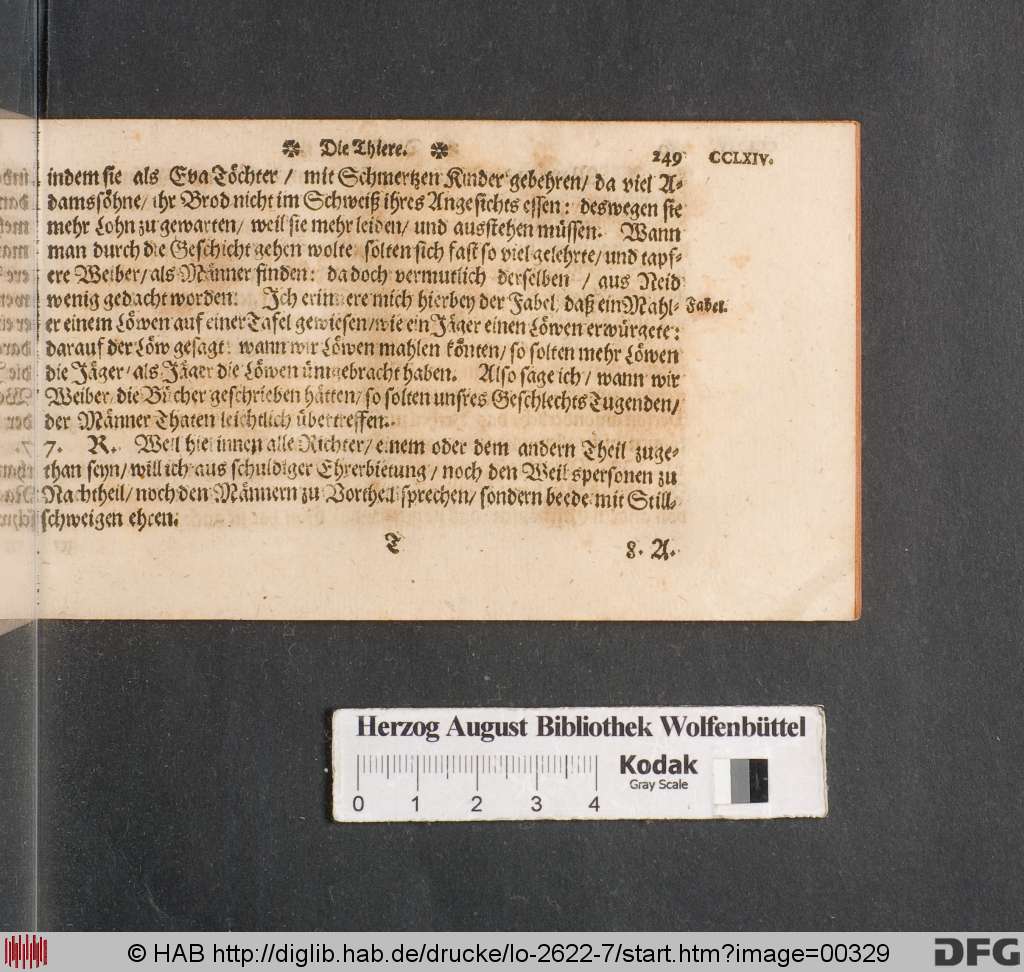 ✼ Die Thiere. ✼ 249 CCLXIV.
indem sie als Eva Töchter / mit Schmertzen Kinder gebehren/ da viel A-
damssöhne/ ihr Brod nicht im Schweiß ihres Angesichts essen: deswegen sie
mehr Lohn zu gewarten/ weil sie mehr leiden/ und ausstehen müssen. Wann
man durch die Geschicht gehen wolte solten sich fast so viel gelehrte/ und tapf-
ere Weiber/ als Männer finden: da doch vermutlich derselben / aus Neid
wenig gedacht worden. Ich erinnere mich hierbey der Fabel, daß ein Mahl- Fabel.
er einem Löwen auf einer Tafel gewiesen/wie ein Jäger einen Löwen erwürgete:
darauf der Löw gesagt: wann wir Löwen mahlen könten/ so solten mehr Löwen
die Jäger/ als Jäger die Löwen ümgebracht haben. Also sage ich/ wann wir
Weiber, die Bücher geschrieben hätten/ so solten unsres Geschlechts Tugenden/
der Männer Thaten leichtlich übertreffen.
7. R. Weil hierinnen alle Richter/ einem oder dem andern Theil zuge-
than seyn/ will ich aus schuldiger Ehrerbietung/ noch den Weibspersonen zu
Nachtheil/ noch den Männern zu Vortheil sprechen/ sondern beede mit Still-
schweigen ehren.
T 8. A.
Herzog August Bibliothek Wolfenbüttel
Kodak
Gray Scale
0 1 2 3 4
© HAB http://diglib.hab.de/drucke/lo-2622-7/start.htm?image=00329 DFG